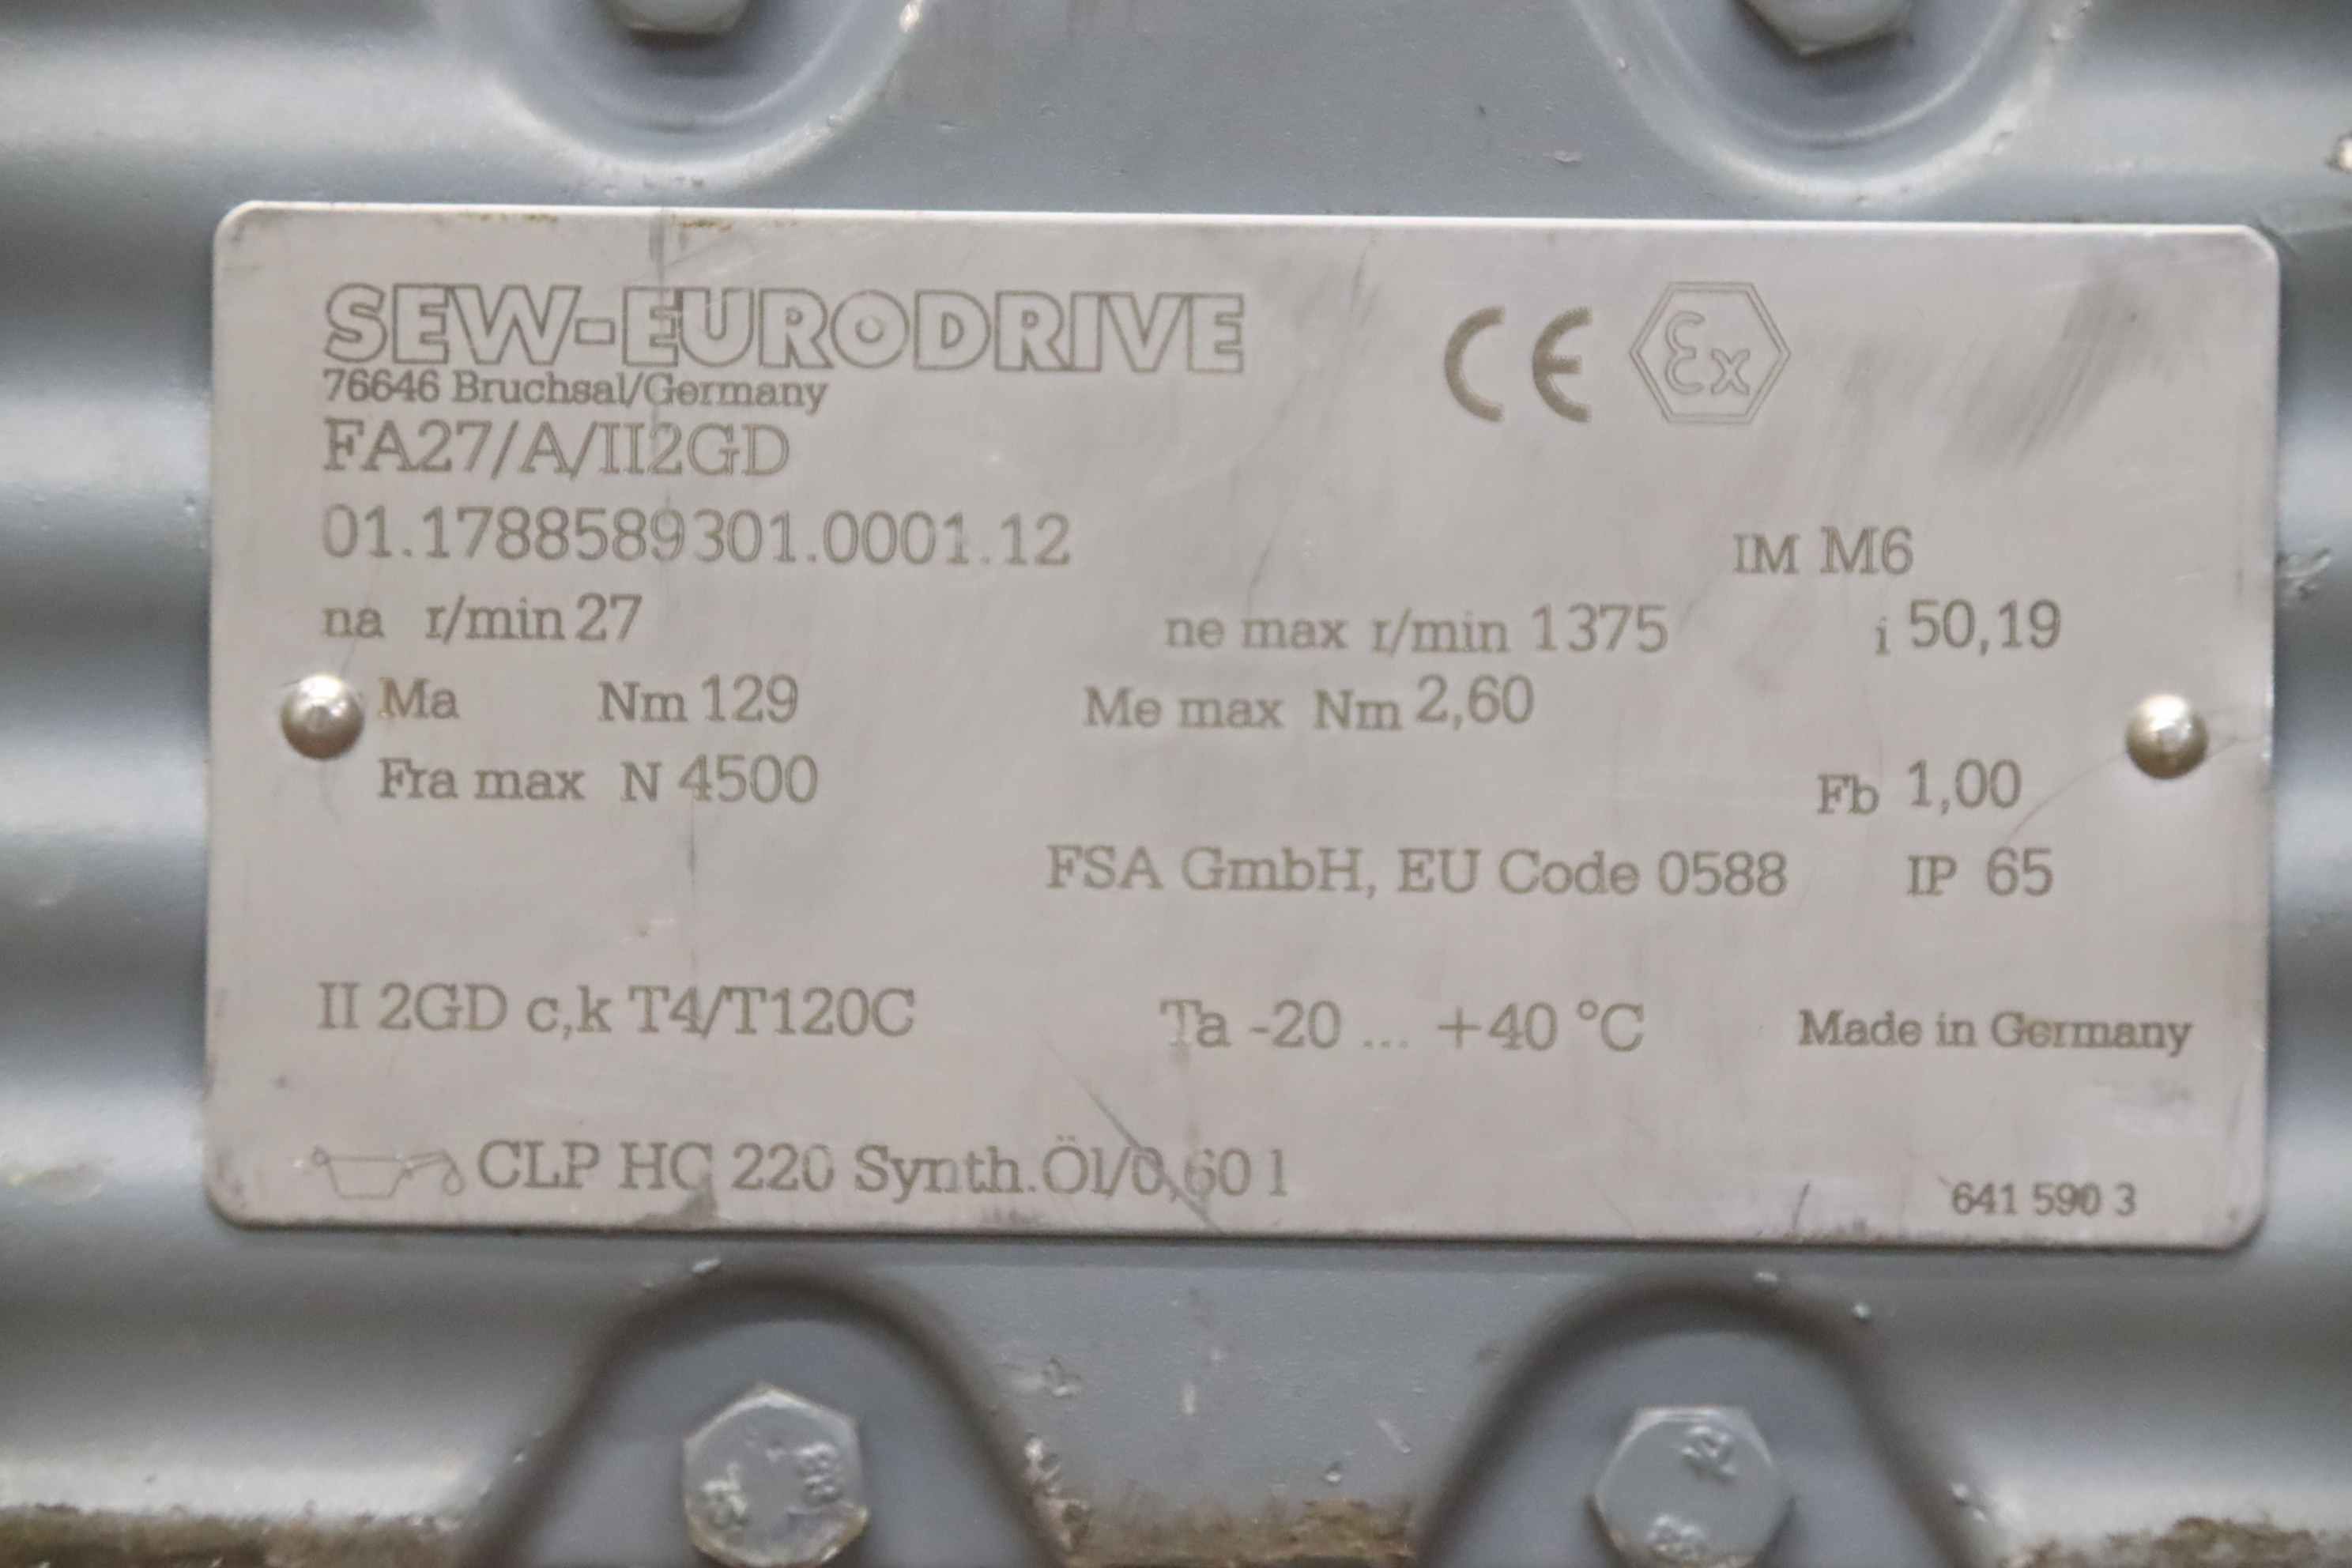 SEW-EURODRIVE
CE Ex
76646 Bruchsal/Germany
FA27/A/II2GD
01.1788589301.0001.12
IM M6
na r/min 27 ne max r/min 1375 i 50,19
Ma Nm 129 Me max Nm 2,60
Fra max N 4500 Fb 1,00
FSA GmbH, EU Code 0588 IP 65
II 2GD c,k T4/T120C Ta -20 ... +40 °C Made in Germany
CLP HC 220 Synth.Öl/0,60 l
641 590 3